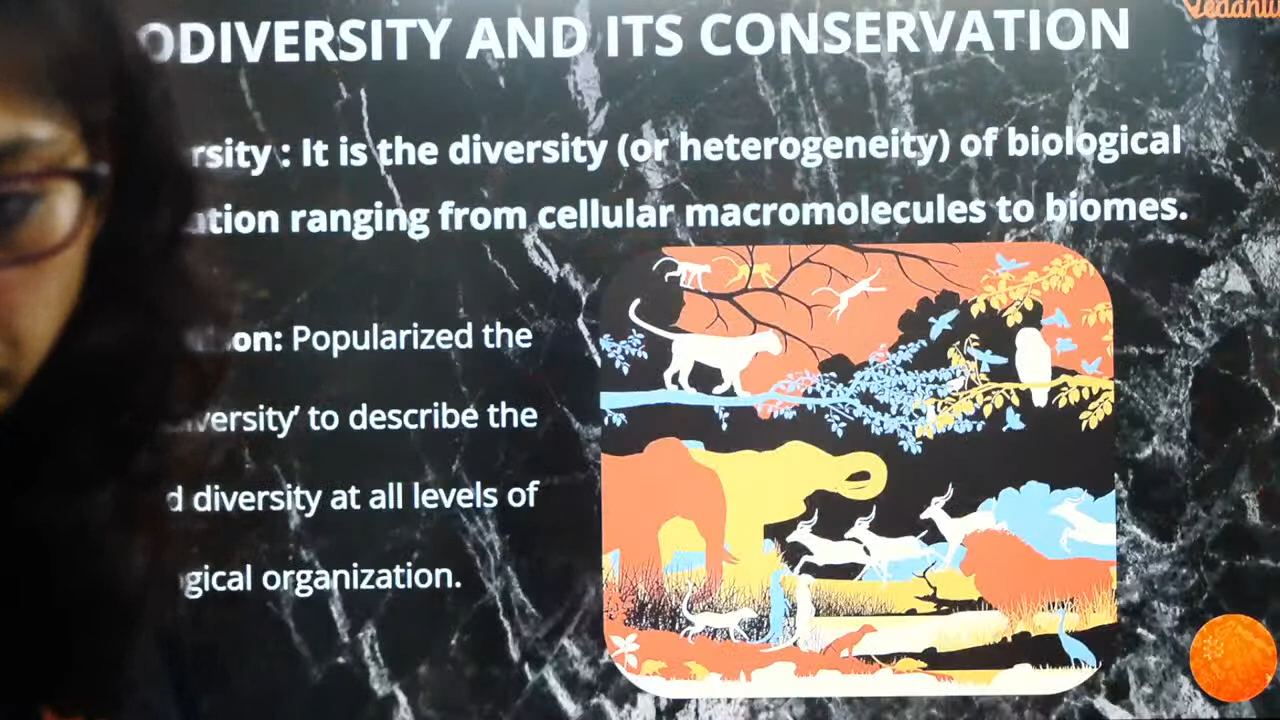 ODIVERSITY AND ITS CONSERVATION
rsity : It is the diversity (or heterogeneity) of biological
ation ranging from cellular macromolecules to biomes.
on: Popularized the
versity’ to describe the
d diversity at all levels of
gical organization.